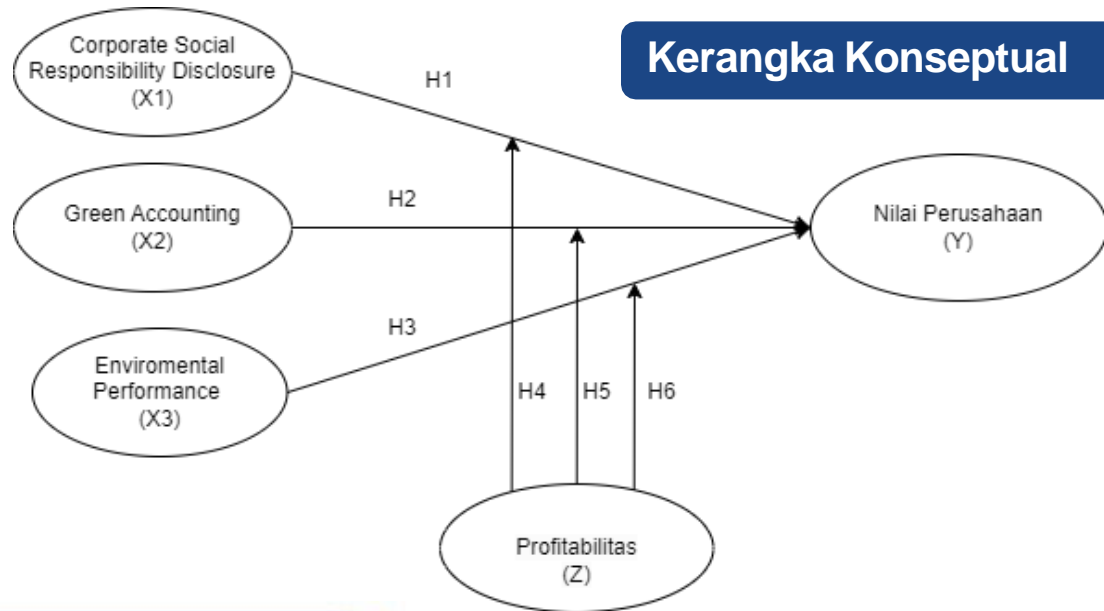 Kerangka Konseptual
Corporate Social
Responsibility Disclosure
(X1)
H1
Green Accounting
(X2)
H2
Nilai Perusahaan
(Y)
Enviromental
Performance
(X3)
H3
H4
H5
H6
Profitabilitas
(Z)